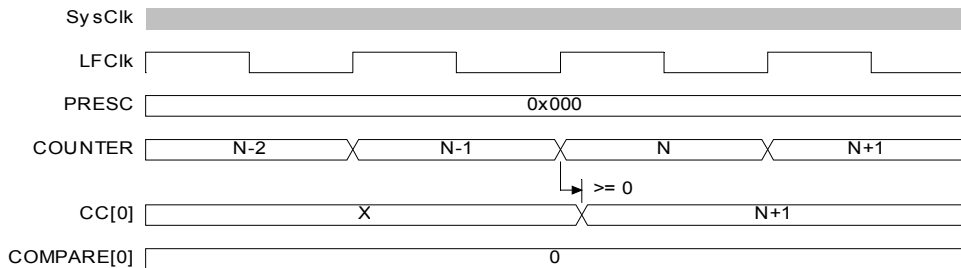 SysClk
LFClk
PRESC 0x000
COUNTER N-2 N-1 N N+1
>= 0
CC[0] X N+1
COMPARE[0] 0